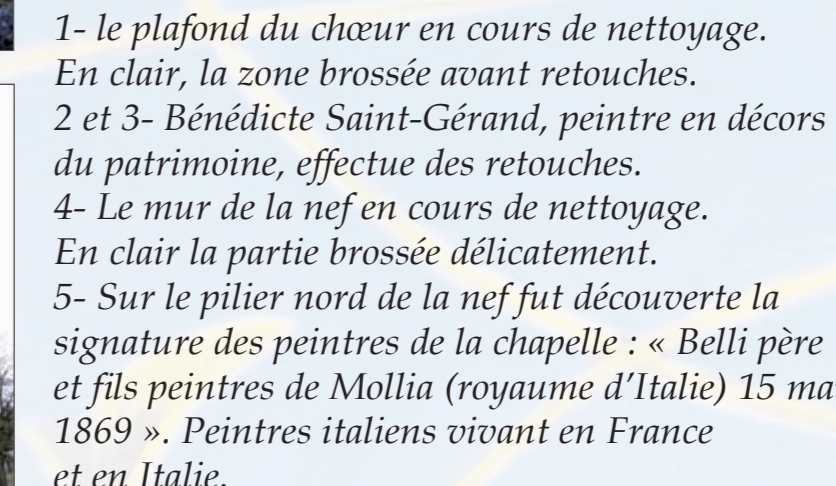 1- le plafond du chœur en cours de nettoyage.
En clair, la zone brossée avant retouches.
2 et 3- Bénédicte Saint-Gérand, peintre en décors
du patrimoine, effectue des retouches.
4- Le mur de la nef en cours de nettoyage.
En clair la partie brossée délicatement.
5- Sur le pilier nord de la nef fut découverte la
signature des peintres de la chapelle : « Belli père
et fils peintres de Mollia (royaume d'Italie) 15
1869 ». Peintres italiens vivant en France
et en Italie.